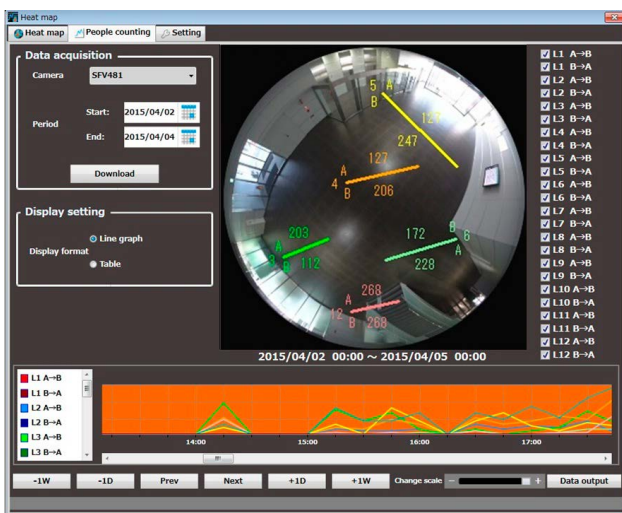 Heat map
Heat map
People counting
Setting
Data acquisition
Camera
SFV481
Period
Start:
2015/04/02
End:
2015/04/04
Download
Display setting
Display format
Line graph
Table
5 A
B
127
247
127
A
4 B
206
203
A
3 B 112
172
B 6
A
228
268
A
12 B 268
2015/04/02 00:00 ~ 2015/04/05 00:00
L1 A→B
L1 B→A
L2 A→B
L2 B→A
L3 A→B
L3 B→A
L4 A→B
L4 B→A
L5 A→B
L5 B→A
L6 A→B
L6 B→A
L7 A→B
L7 B→A
L8 A→B
L8 B→A
L9 A→B
L9 B→A
L10 A→B
L10 B→A
L11 A→B
L11 B→A
L12 A→B
L12 B→A
L1 A→B
L1 B→A
L2 A→B
L2 B→A
L3 A→B
L3 B→A
14:00 15:00 16:00 17:00
-1W
-1D
Prev
Next
+1D
+1W
Change scale - +
Data output